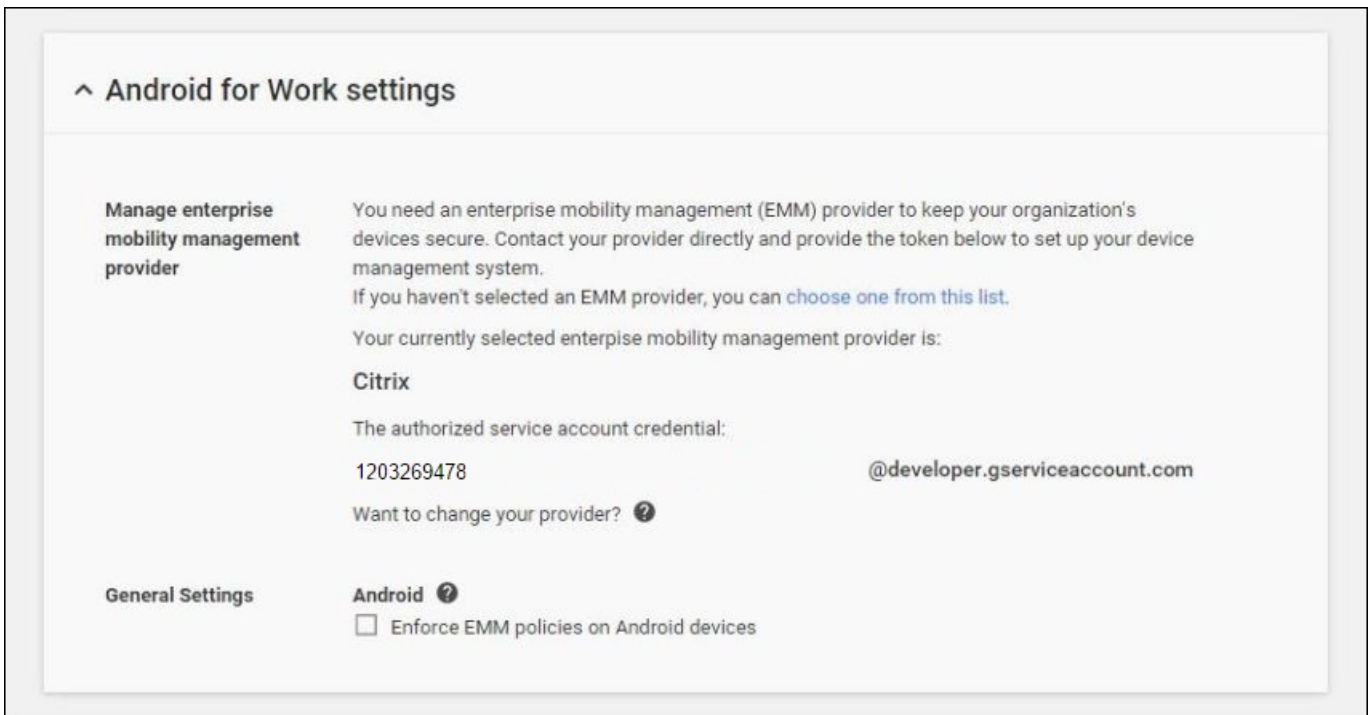 Android for Work settings
Manage enterprise
mobility management
provider
You need an enterprise mobility management (EMM) provider to keep your organization's
devices secure. Contact your provider directly and provide the token below to set up your device
management system.
If you haven't selected an EMM provider, you can choose one from this list.
Your currently selected enterpise mobility management provider is:
Citrix
The authorized service account credential:
1203269478 @developer.gserviceaccount.com
Want to change your provider? ?
General Settings
Android ?
Enforce EMM policies on Android devices